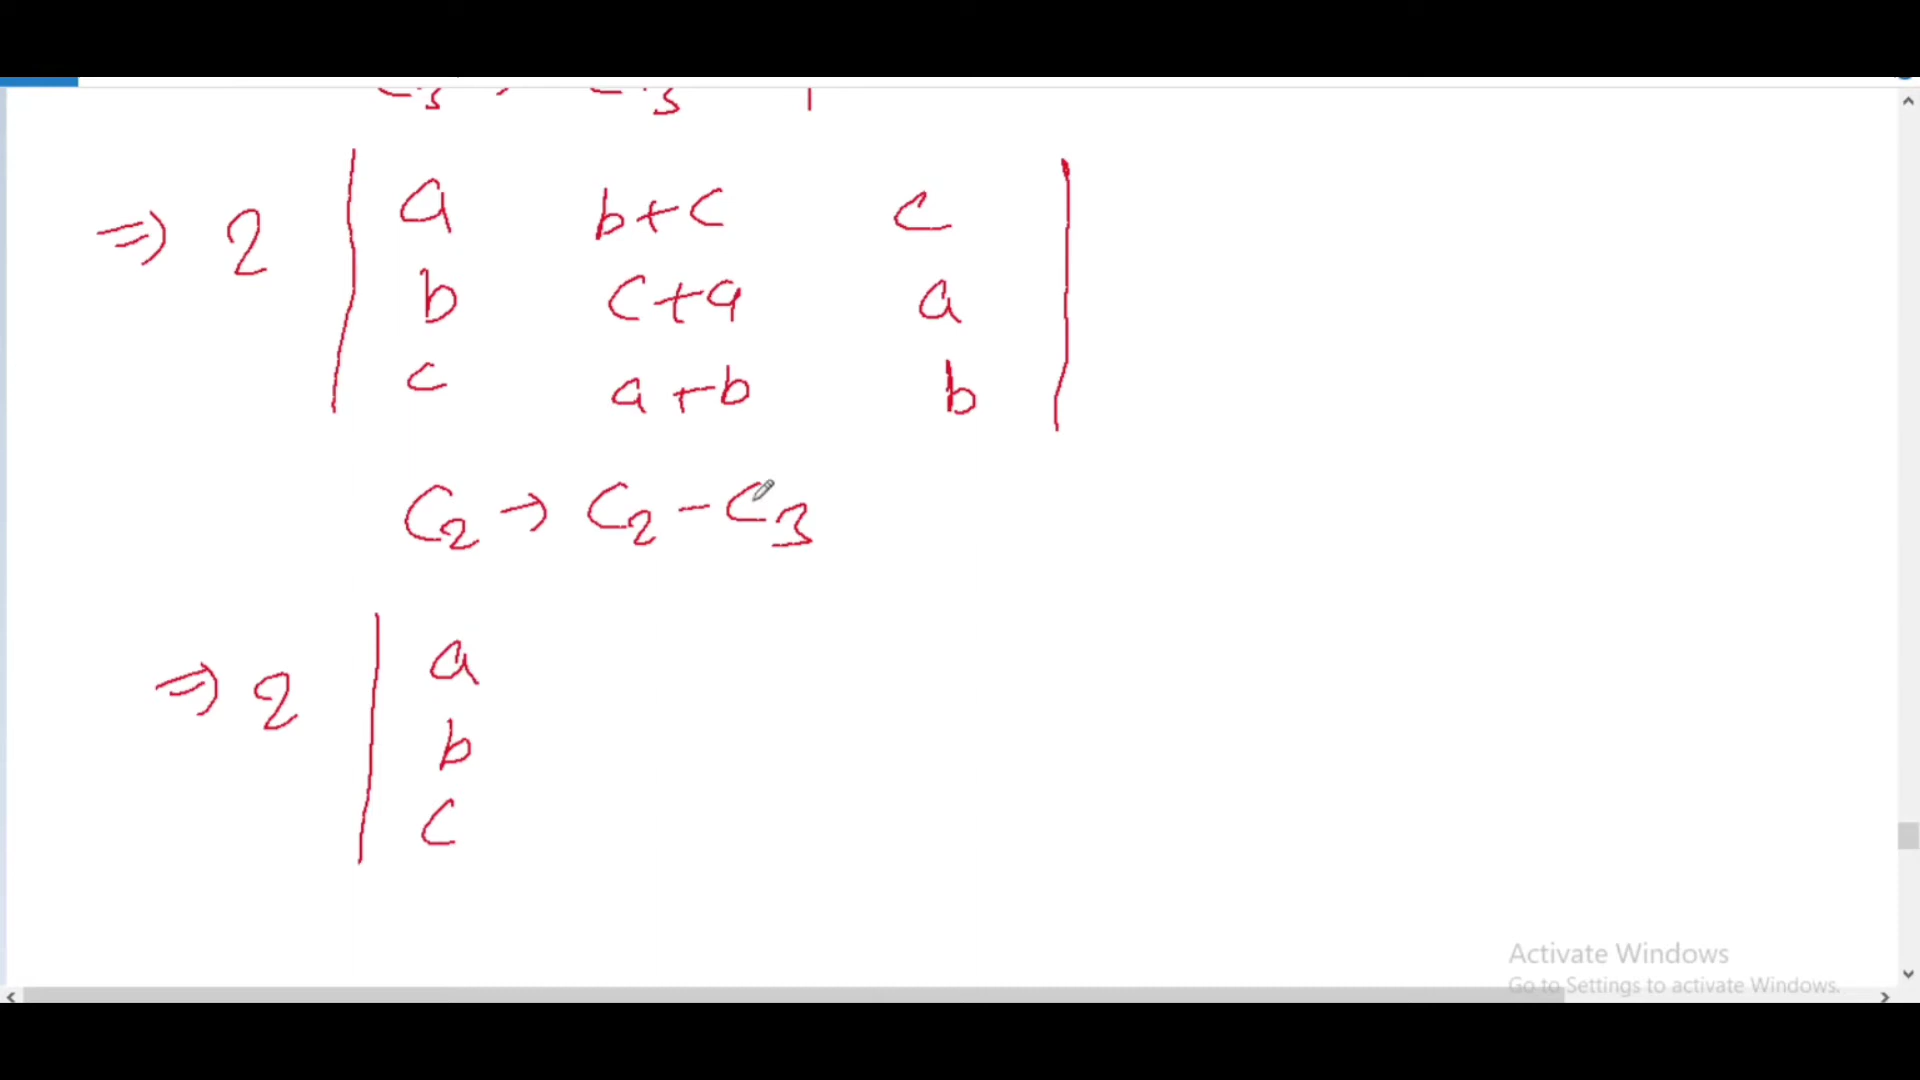 ⇒ 2 | a b+c c |
b c+a a
c a+b b
C₂ → C₂ - C₃
⇒ 2 | a
b
c
Activate Windows
Go to Settings to activate Windows.